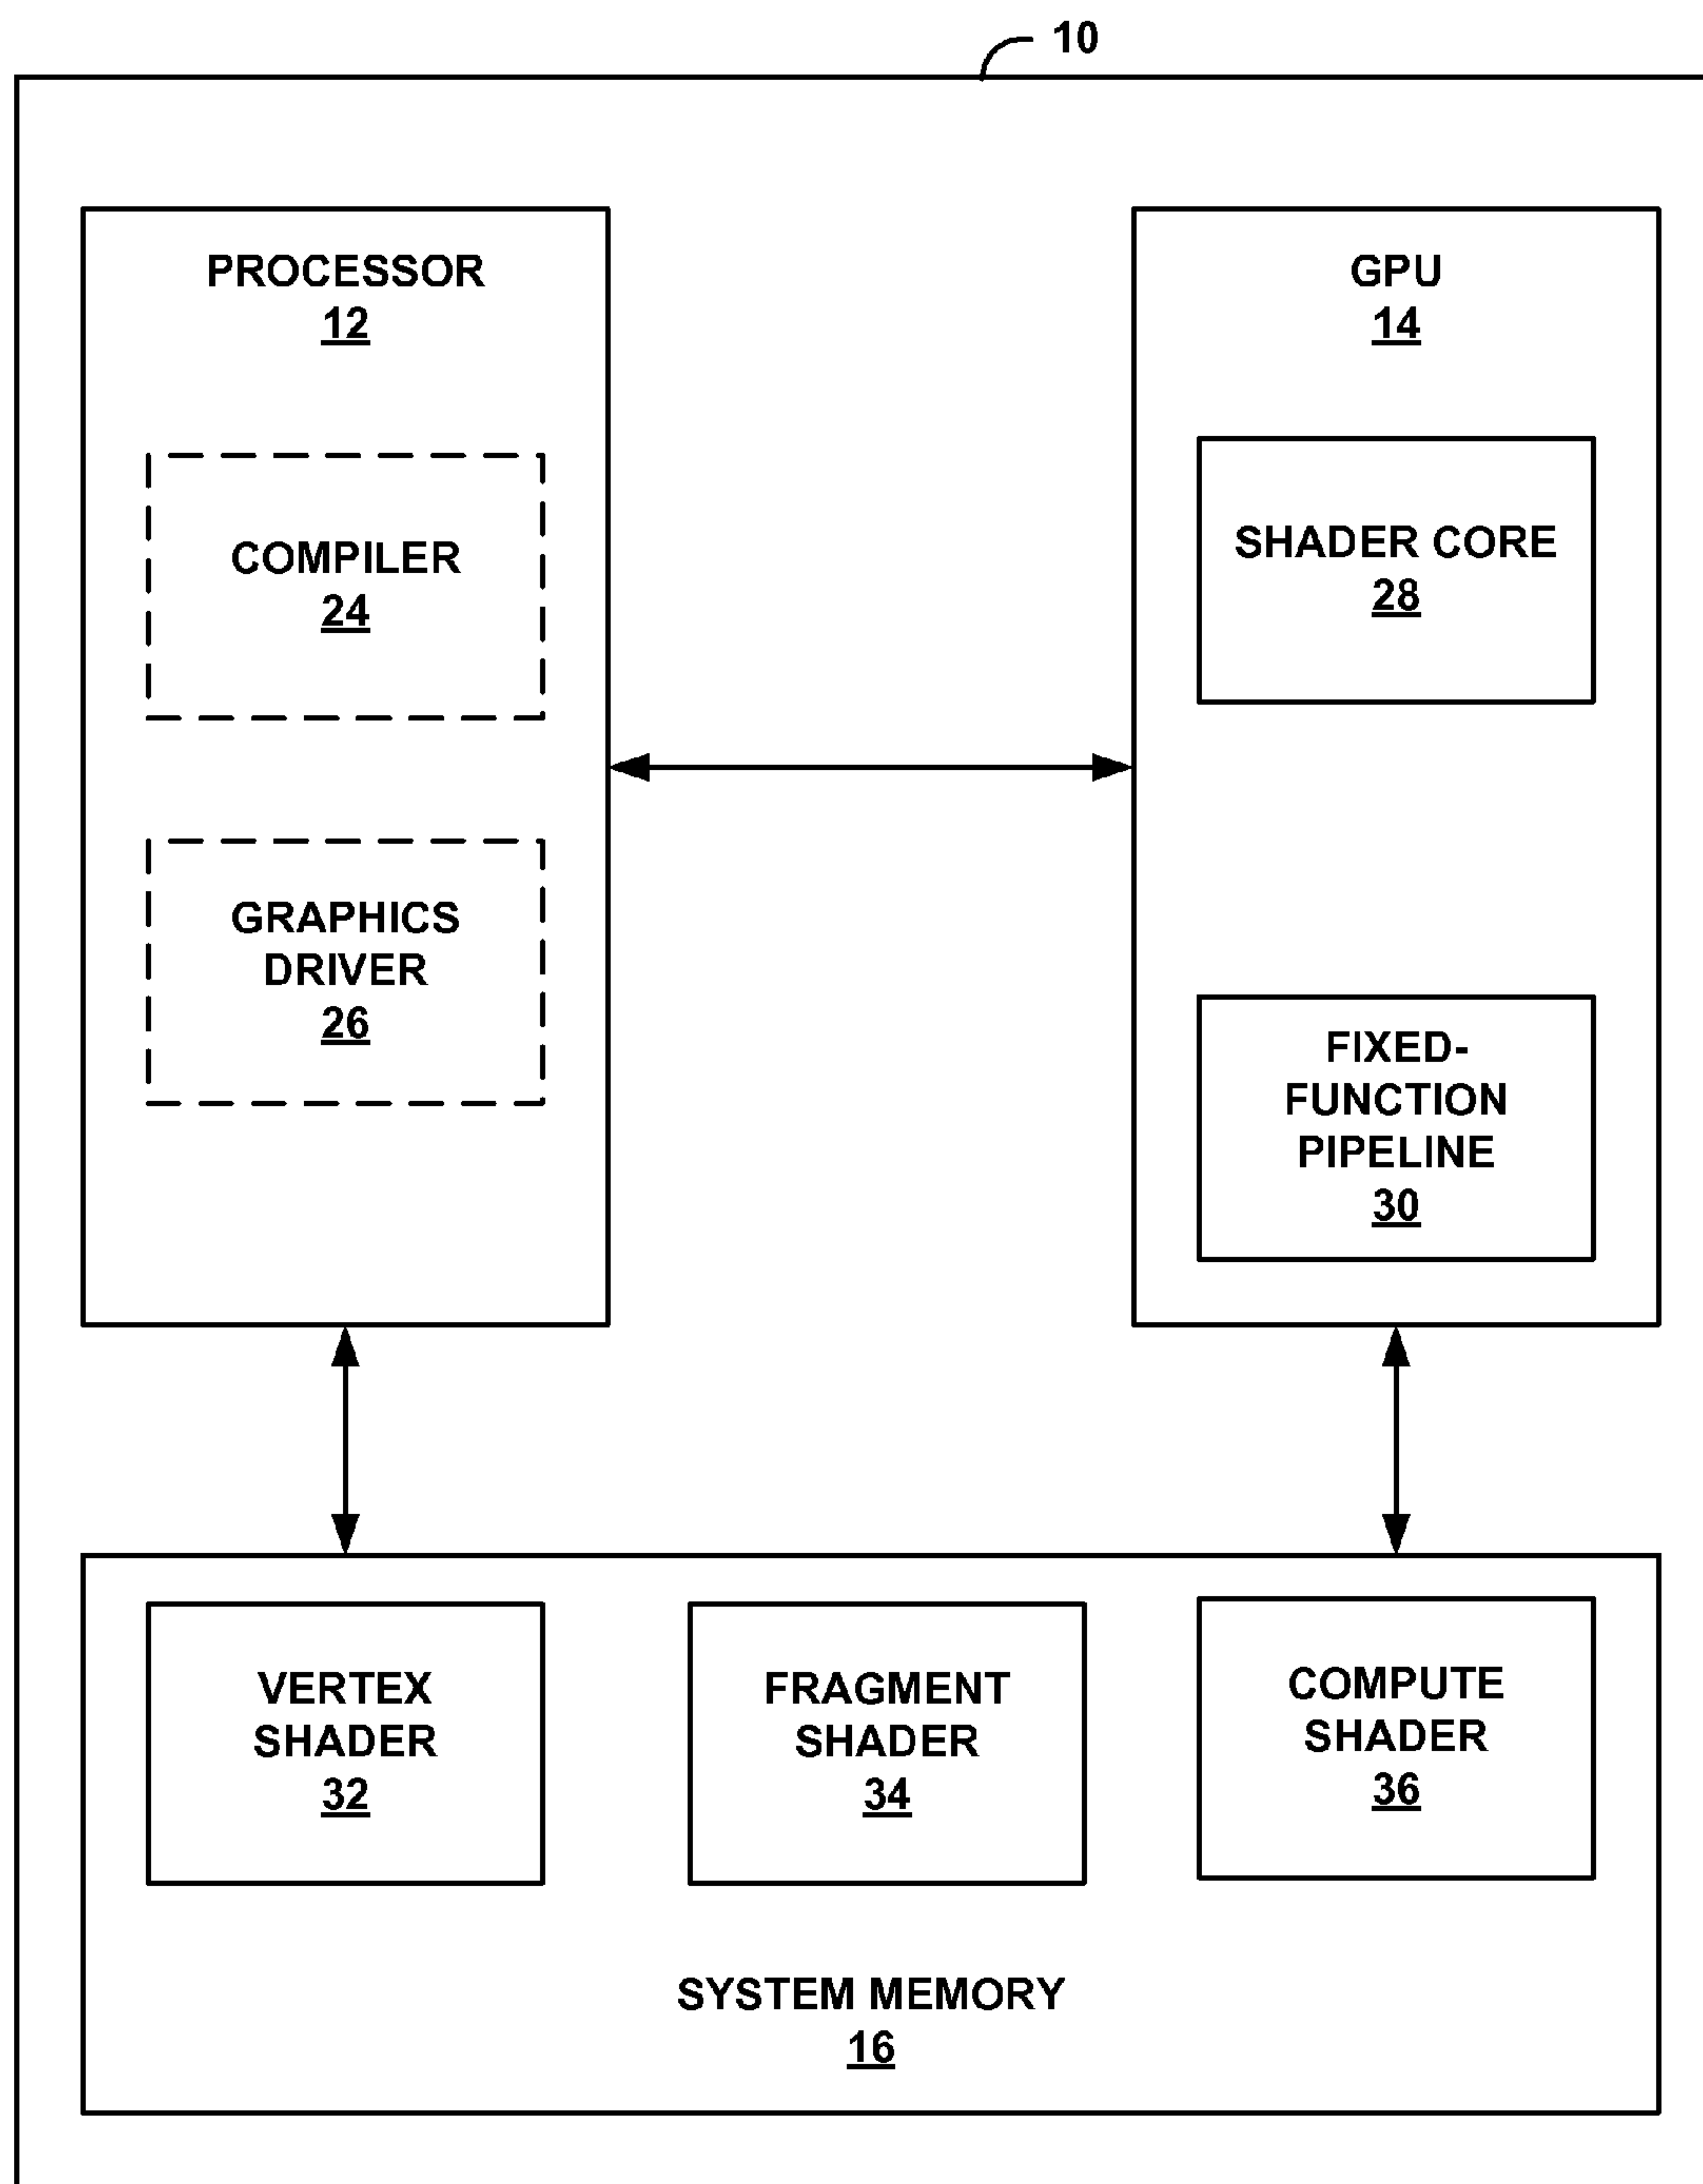 10
PROCESSOR
12
COMPILER
24
GRAPHICS
DRIVER
26
GPU
14
SHADER CORE
28
FIXED-
FUNCTION
PIPELINE
30
VERTEX
SHADER
32
FRAGMENT
SHADER
34
COMPUTE
SHADER
36
SYSTEM MEMORY
16